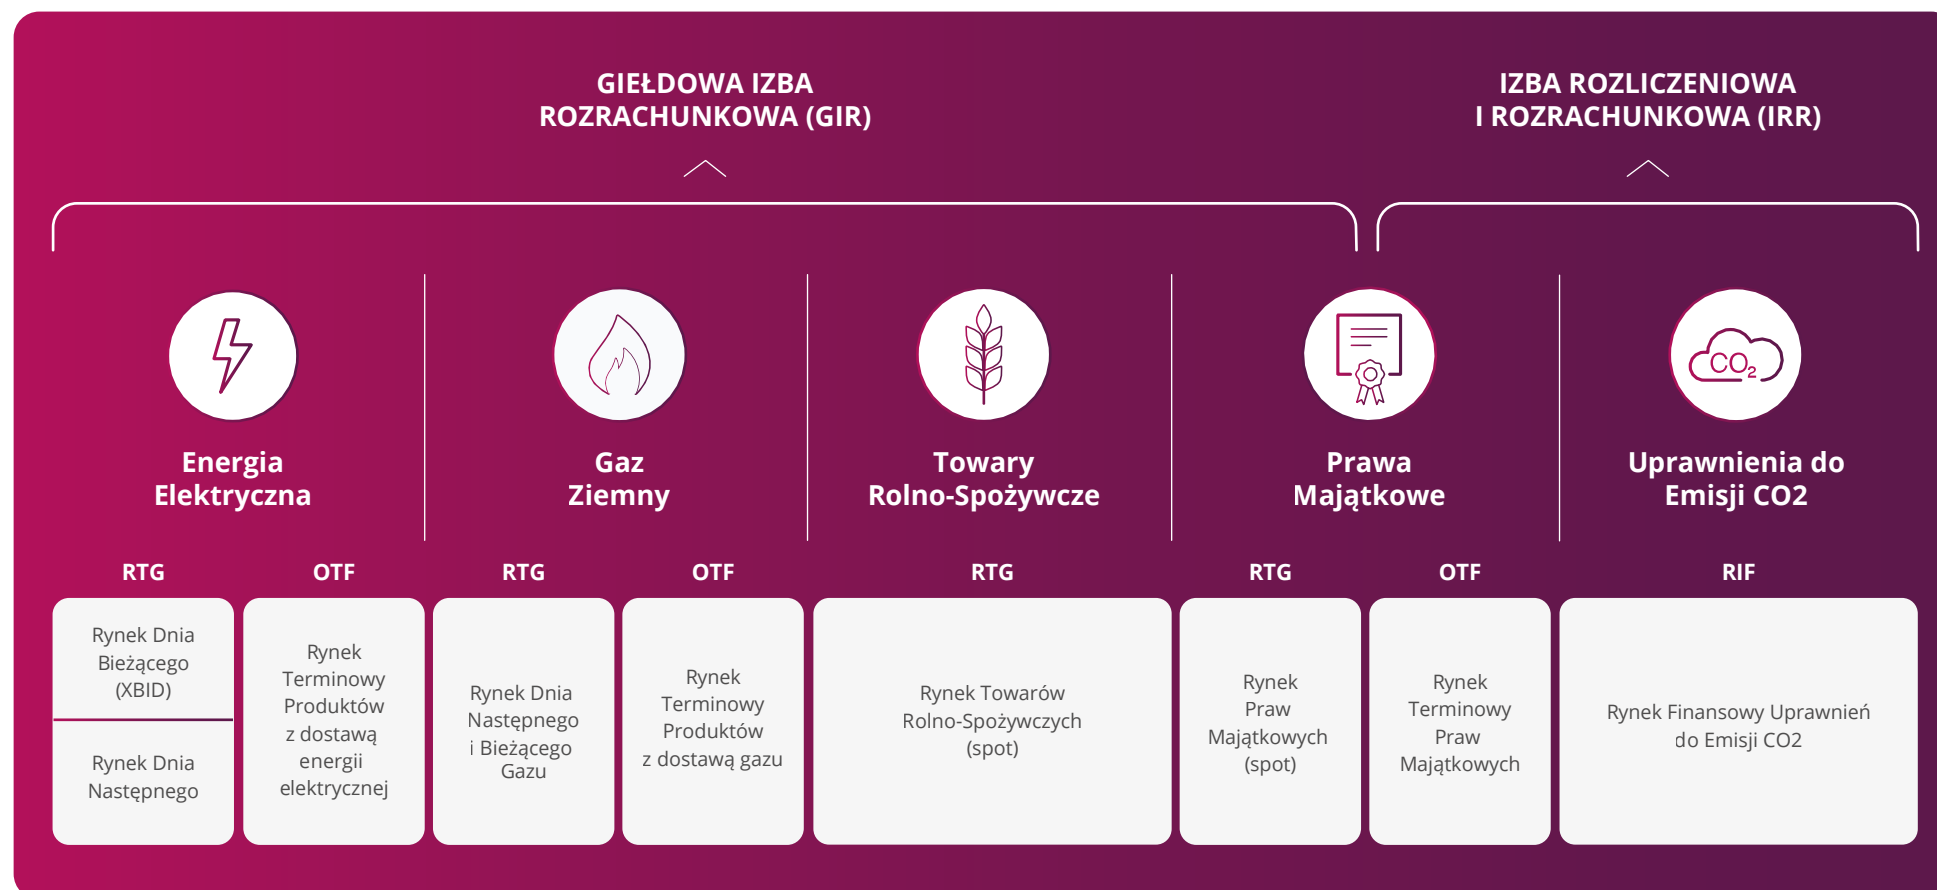 GIEŁDOWA IZBA
ROZRACHUNKOWA (GIR)
IZBA ROZLICZENIOWA
I ROZRACHUNKOWA (IRR)
Energia
Elektryczna
Gaz
Ziemny
Towary
Rolno-Spożywcze
Prawa
Majątkowe
CO₂
Uprawnienia do
Emisji CO2
RTG
OTF
RTG
OTF
RTG
RTG
OTF
RIF
Rynek Dnia
Bieżącego
(XBID)
Rynek Dnia
Następnego
Rynek
Terminowy
Produktów
z dostawą
energii
elektrycznej
Rynek Dnia
Następnego
i Bieżącego
Gazu
Rynek
Terminowy
Produktów
z dostawą gazu
Rynek Towarów
Rolno-Spożywczych
(spot)
Rynek
Praw
Majątkowych
(spot)
Rynek
Terminowy
Praw
Majątkowych
Rynek Finansowy Uprawnień
do Emisji CO2